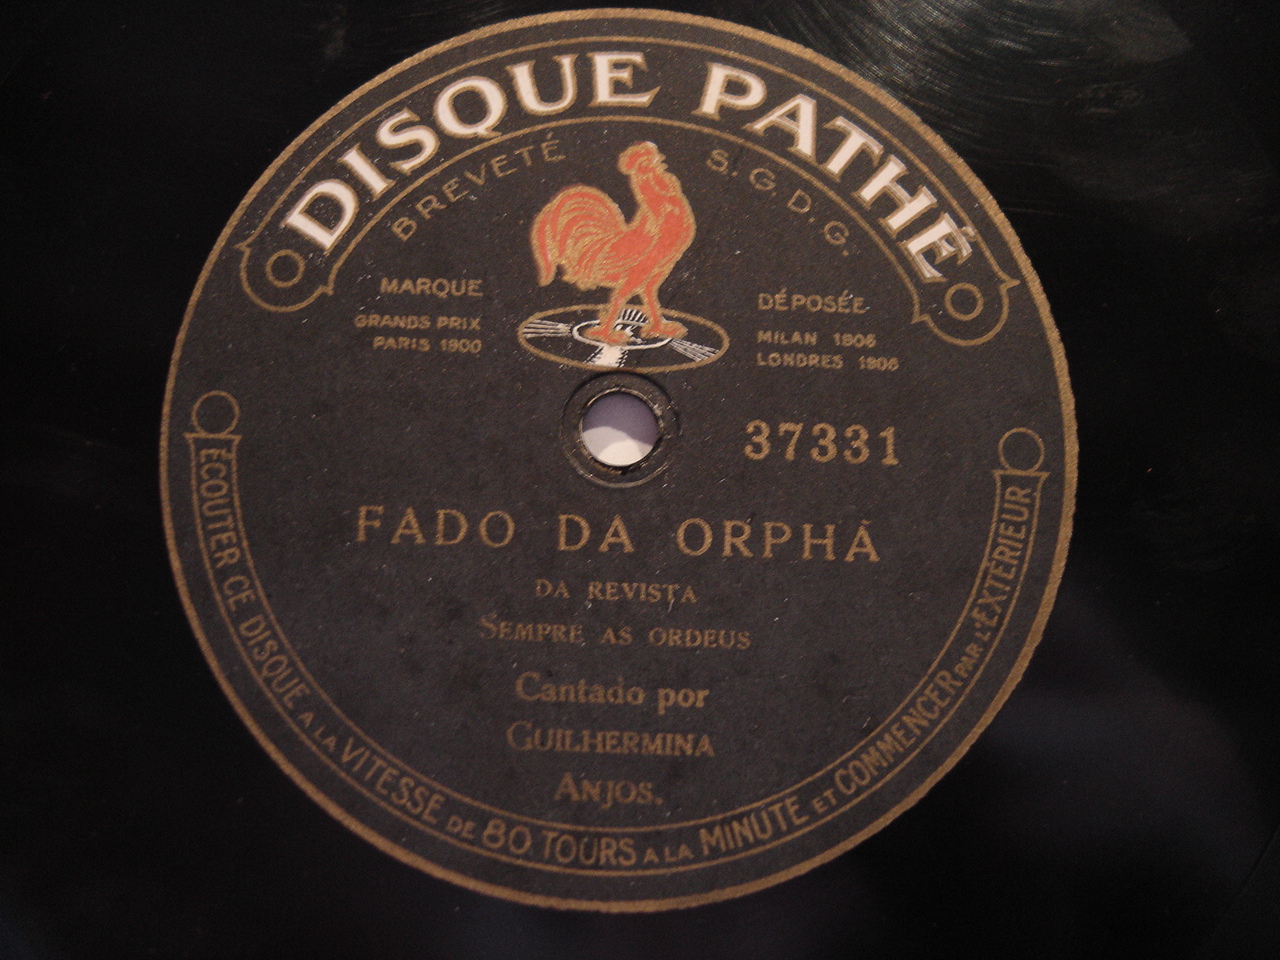 DISQUE PATHÉ
BREVETÉ S.G.D.G.
MARQUE DÉPOSÉE
GRANDS PRIX
PARIS 1900
MILAN 1906
LONDRES 1908
37331
FADO DA ORPHÃ
DA REVISTA
SEMPRE AS ORDEUS
Cantado por
GUILHERMINA
ANJOS.
ÉCOUTER CE DISQUE A LA VITESSE DE 80 TOURS A LA MINUTE ET COMMENCER PAR L'EXTÉRIEUR